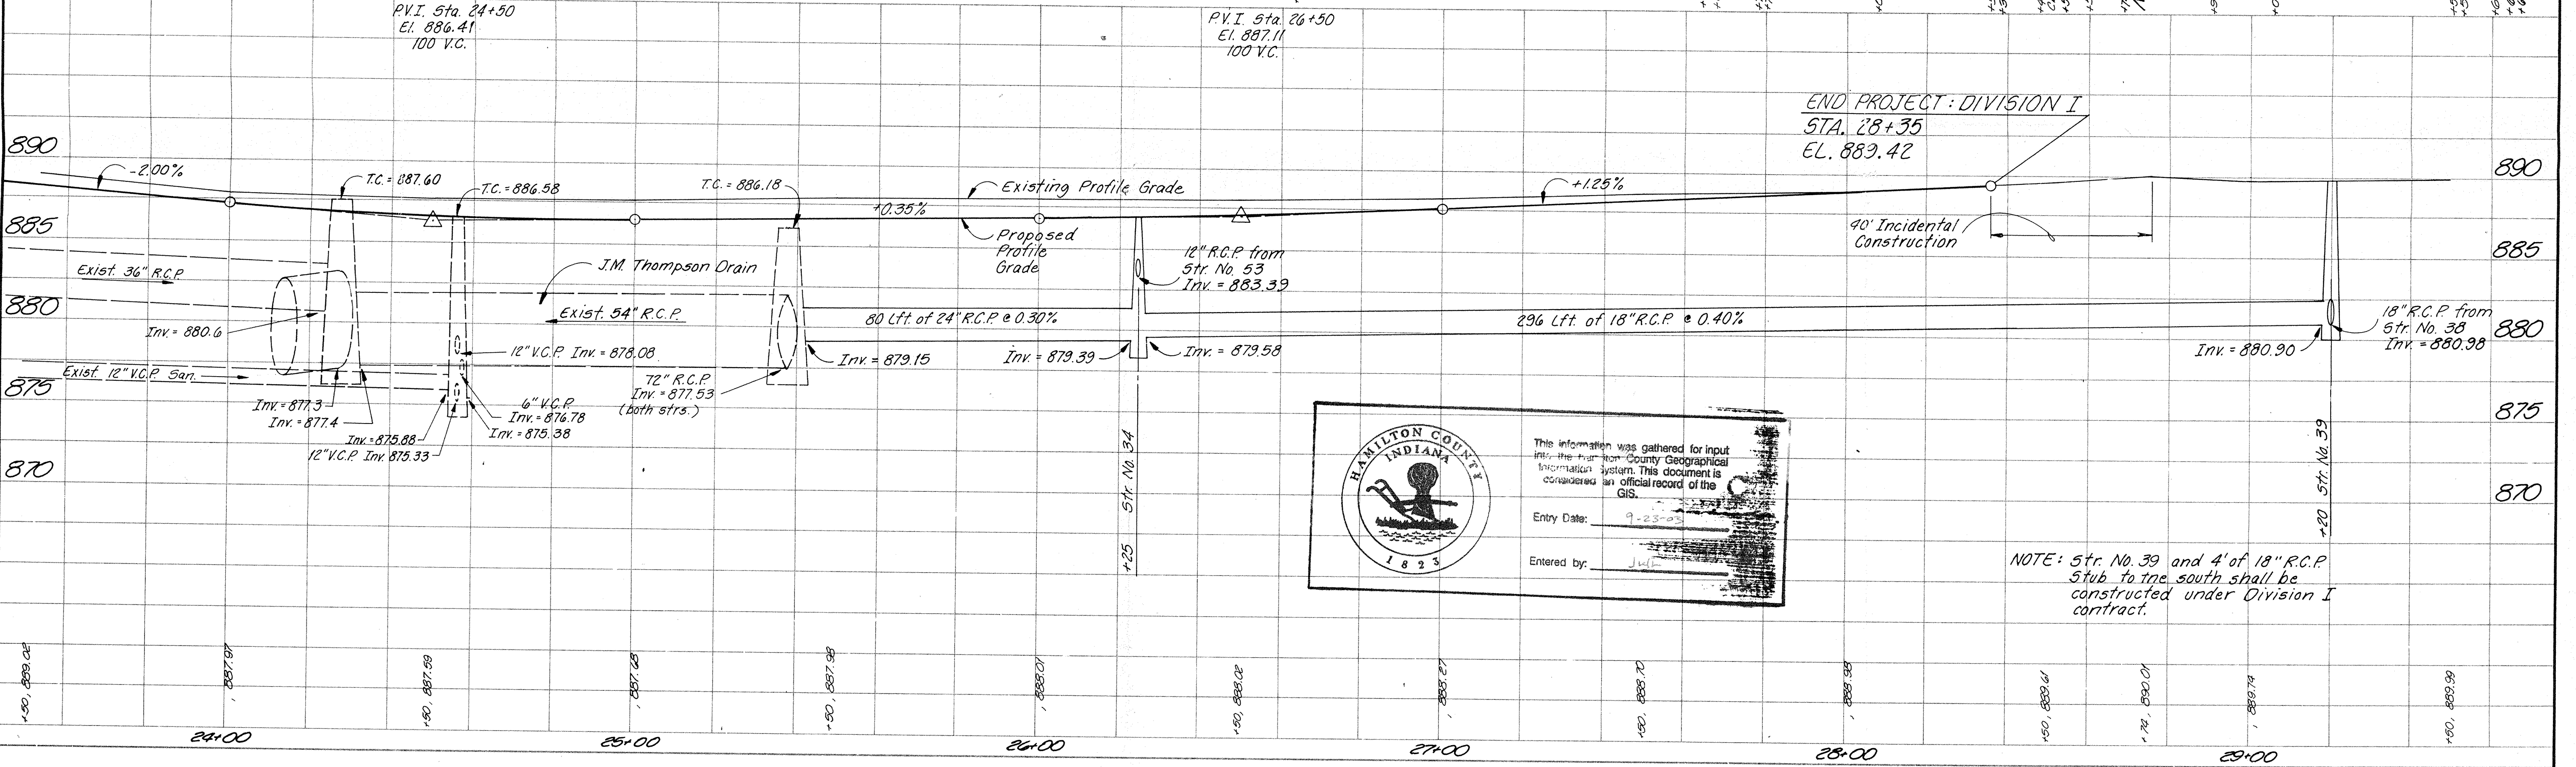 P.V.I. Sta. 24+50
El. 886.41
100 V.C.
P.V.I. Sta. 26+50
El. 887.11
100 V.C.
END PROJECT : DIVISION I
STA. 28+35
EL. 889.42
890
-2.00%
T.C. = 887.60
T.C. = 886.58
T.C. = 886.18
Existing Profile Grade
+1.25%
890
885
+0.35%
Proposed
Profile
Grade
12" R.C.P. from
Str. No. 53
Inv. = 883.39
40' Incidental
Construction
885
Exist. 36" R.C.P.
J.M. Thompson Drain
880
Inv. = 880.6
Exist. 54" R.C.P.
80 Lft of 24" R.C.P. @ 0.30%
296 Lft. of 18" R.C.P. @ 0.40%
18" R.C.P. from
Str. No. 38
Inv. = 880.98
880
12" V.C.P. Inv. = 878.08
Inv. = 879.15
Inv. = 879.39
Inv. = 879.58
Inv. = 880.90
Exist. 12" V.C.P. San.
875
72" R.C.P.
Inv. = 877.53
(both strs.)
6" V.C.P.
Inv. = 876.78
Inv. = 875.38
Inv. = 877.3
Inv. = 877.4
Inv. = 875.88
12" V.C.P. Inv. 875.33
875
870
870
+25 Str. No. 34
+20 Str. No. 39
HAMILTON COUNTY
INDIANA
1823
This information was gathered for input
into the Hamilton County Geographical
Information System. This document is
considered an official record of the
GIS.
Entry Date: 9-23-03
Entered by:
NOTE: Str. No. 39 and 4' of 18" R.C.P.
Stub to the south shall be
constructed under Division I
contract.
+50, 889.02
, 887.97
+50, 887.59
, 887.68
+50, 887.98
, 888.01
+50, 888.02
, 888.27
+50, 888.70
, 888.98
+50, 889.61
+74, 890.01
, 889.74
+50, 889.99
24+00
25+00
26+00
27+00
28+00
29+00